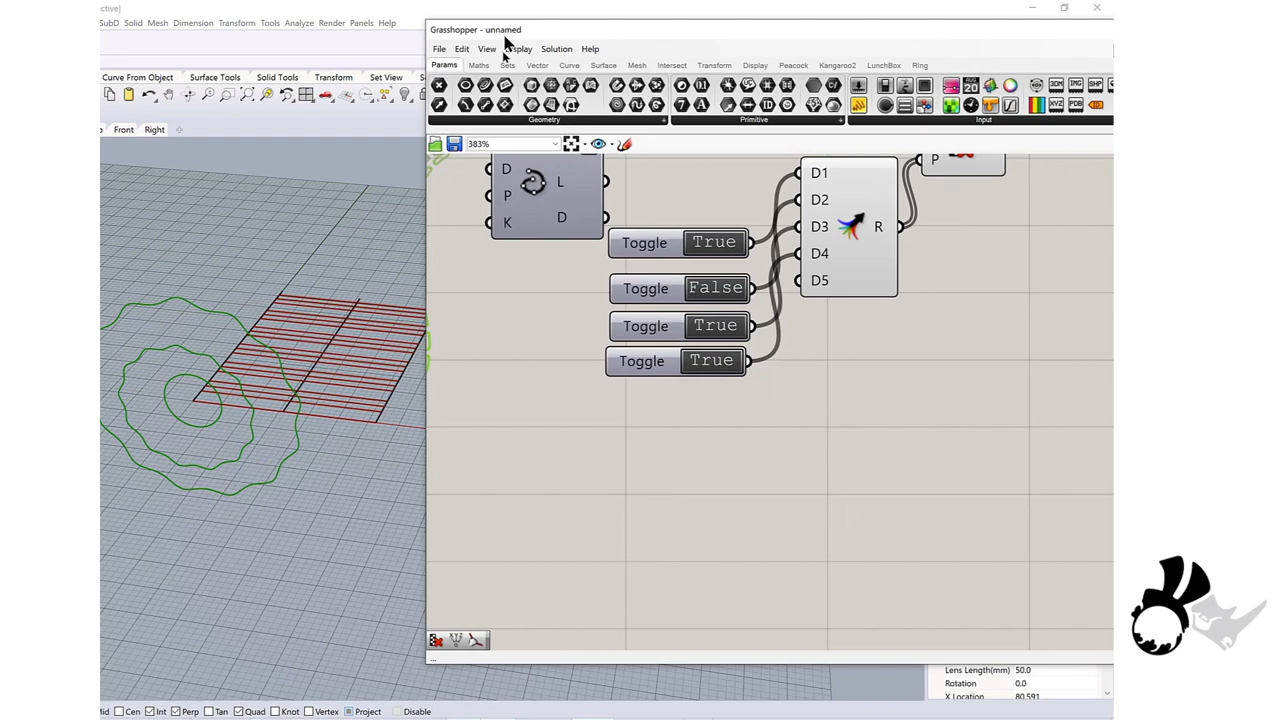 ective]
SubD Solid Mesh Dimension Transform Tools Analyze Render Panels Help
Curve From Object Surface Tools Solid Tools Transform Set View
Front Right
Grasshopper - unnamed
File Edit View Display Solution Help
Params Maths Sets Vector Curve Surface Mesh Intersect Transform Display Peacock Kangaroo2 LunchBox RIng
Geometry Primitive Input
383%
D
P
K
L
D
Toggle True
Toggle False
Toggle True
Toggle True
D1
D2
D3
D4
D5
R
P
...
Lens Length(mm) 50.0
Rotation 0.0
X Location 80.591
Mid Cen Int Perp Tan Quad Knot Vertex Project Disable